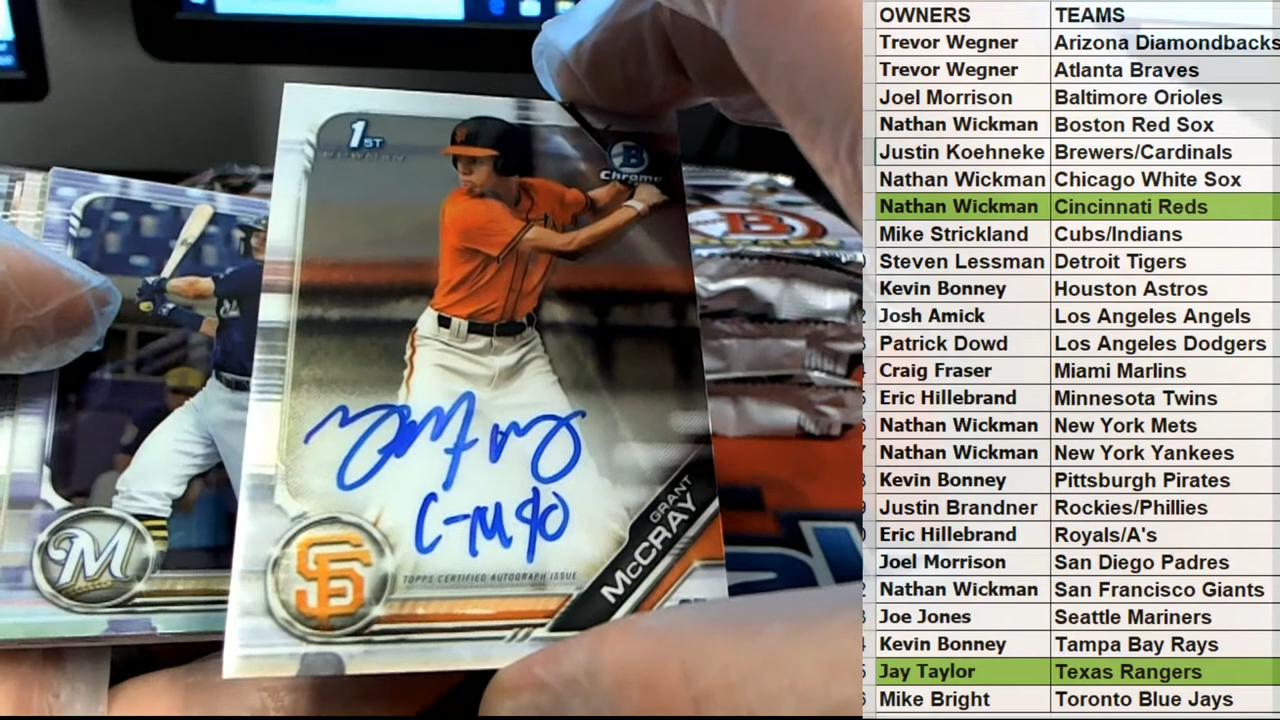 1ST
BOWMAN
B
Chrome
C-M 90
TOPPS CERTIFIED AUTOGRAPH ISSUE
GRANT
McCRAY
SF
M
B
OWNERS TEAMS
Trevor Wegner Arizona Diamondbacks
Trevor Wegner Atlanta Braves
Joel Morrison Baltimore Orioles
Nathan Wickman Boston Red Sox
Justin Koehneke Brewers/Cardinals
Nathan Wickman Chicago White Sox
Nathan Wickman Cincinnati Reds
Mike Strickland Cubs/Indians
Steven Lessman Detroit Tigers
Kevin Bonney Houston Astros
Josh Amick Los Angeles Angels
Patrick Dowd Los Angeles Dodgers
Craig Fraser Miami Marlins
Eric Hillebrand Minnesota Twins
Nathan Wickman New York Mets
Nathan Wickman New York Yankees
Kevin Bonney Pittsburgh Pirates
Justin Brandner Rockies/Phillies
Eric Hillebrand Royals/A's
Joel Morrison San Diego Padres
Nathan Wickman San Francisco Giants
Joe Jones Seattle Mariners
Kevin Bonney Tampa Bay Rays
Jay Taylor Texas Rangers
Mike Bright Toronto Blue Jays